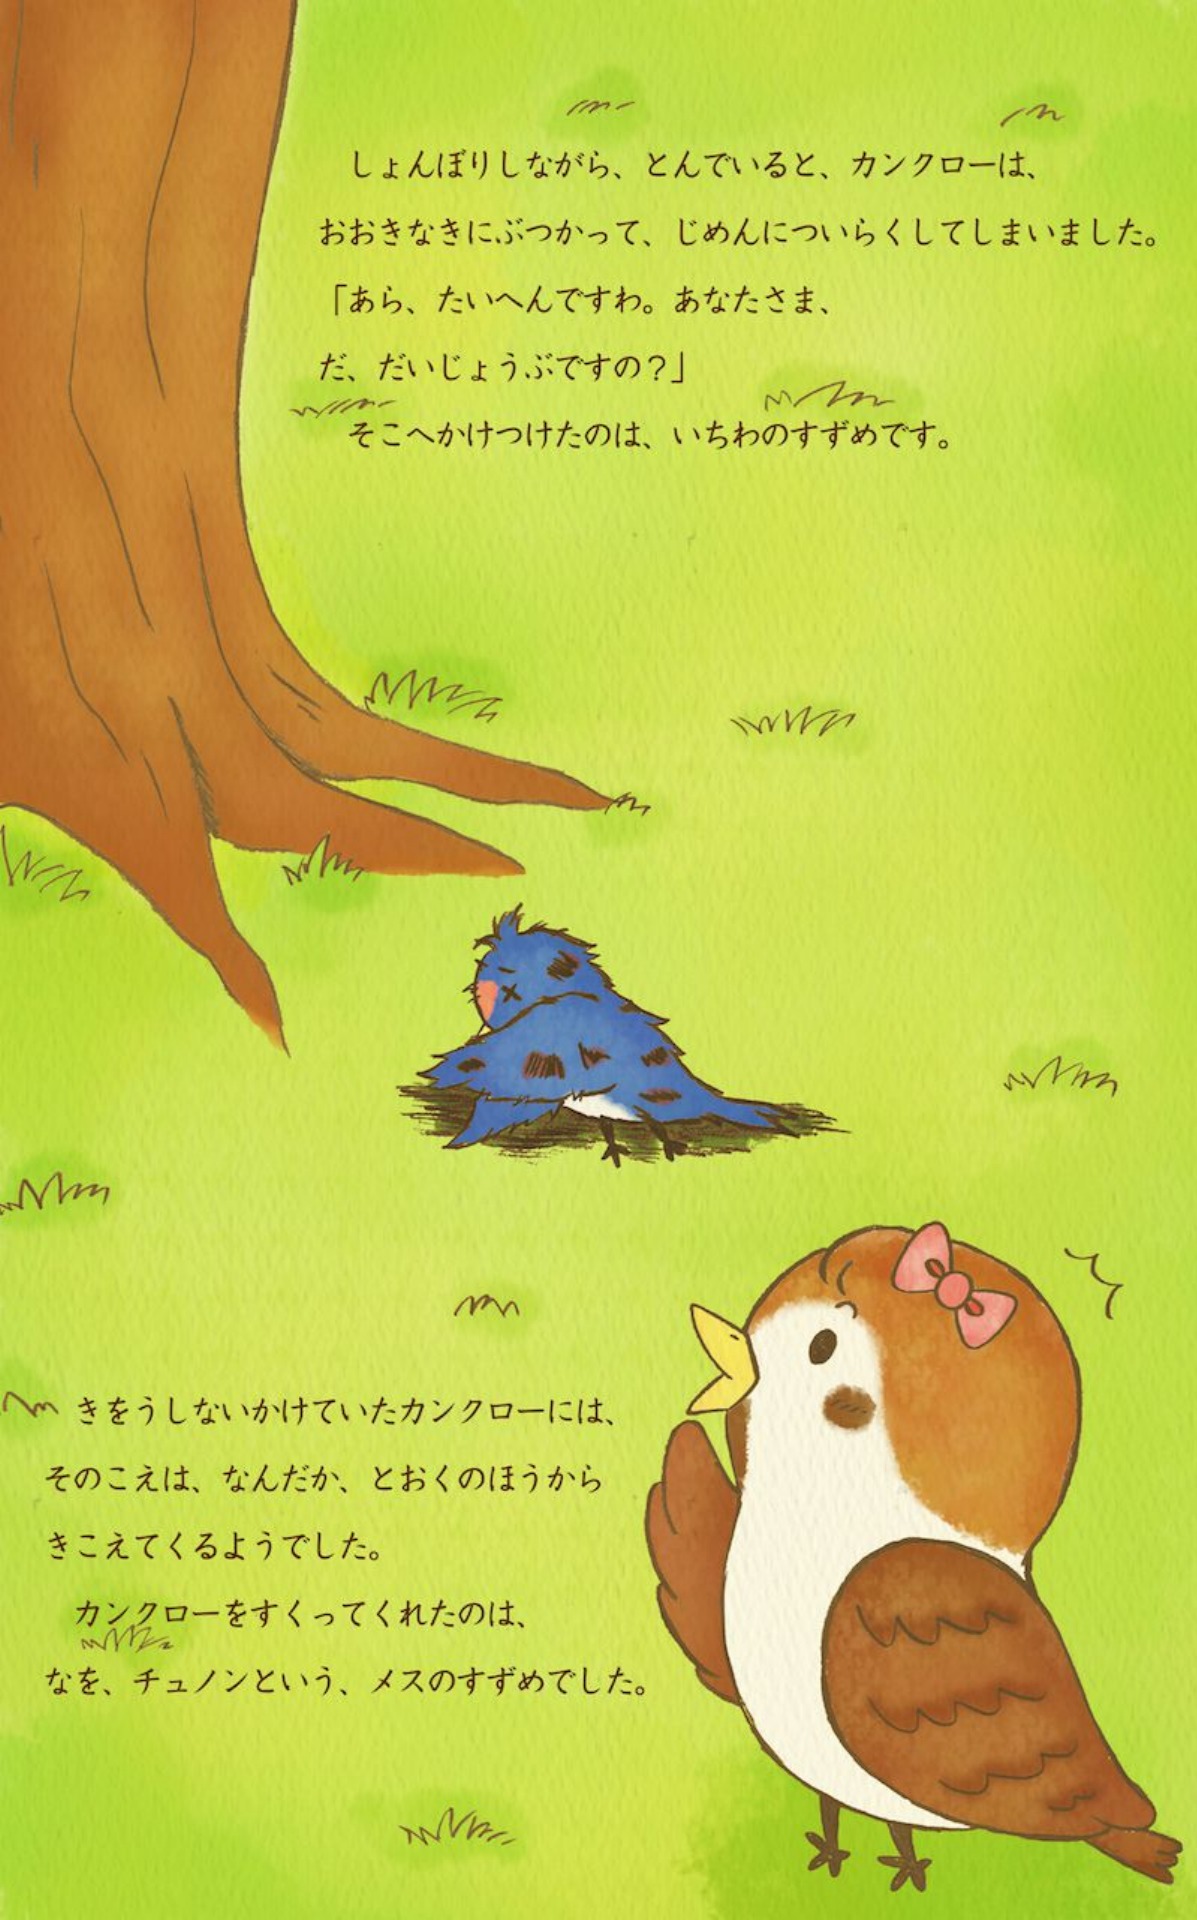 しょんぼりしながら、とんでいると、カンクローは、
おおきなきにぶつかって、じめんについらくしてしまいました。
「あら、たいへんですわ。あなたさま、
だ、だいじょうぶですの？」
そこへかけつけたのは、いちわのすずめです。
きをうしないかけていたカンクローには、
そのこえは、なんだか、とおくのほうから
きこえてくるようでした。
カンクローをすくってくれたのは、
なを、チュノンという、メスのすずめでした。